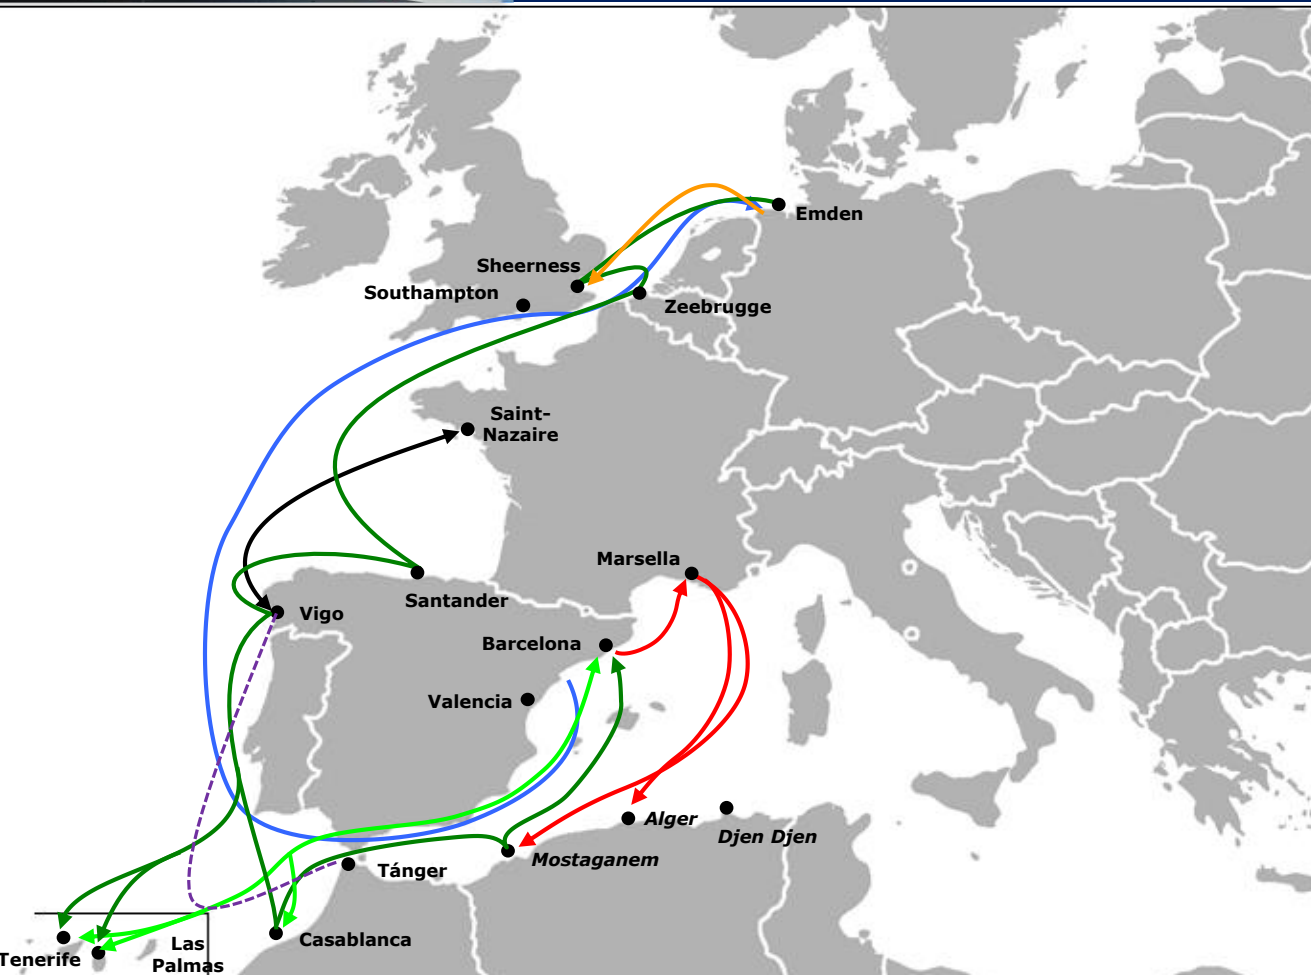 Emden
Sheerness
Southampton
Zeebrugge
Saint-
Nazaire
Marsella
Santander
Vigo
Barcelona
Valencia
Alger
Djen Djen
Mostaganem
Tánger
Casablanca
Las
Palmas
Tenerife